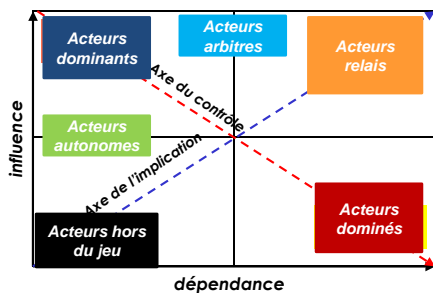 Acteurs
dominants
Acteurs
arbitres
Acteurs
relais
Axe du contrôle
influence
Acteurs
autonomes
Axe de l'implication
Acteurs hors
du jeu
Acteurs
dominés
dépendance